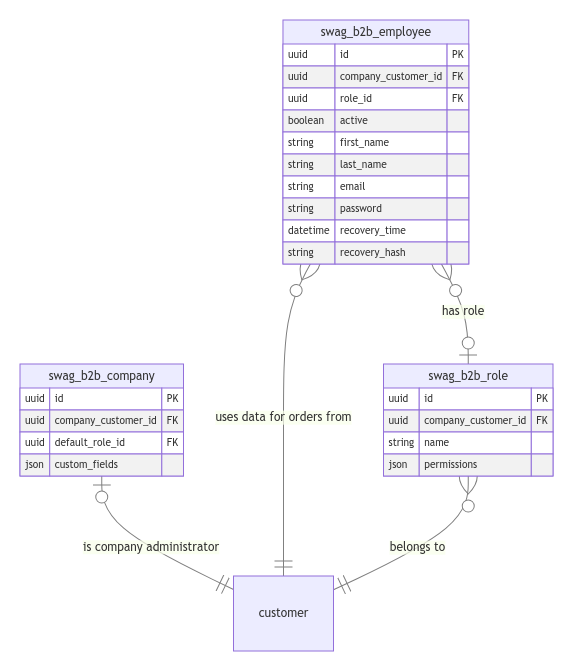 swag_b2b_employee
uuid id PK
uuid company_customer_id FK
uuid role_id FK
boolean active
string first_name
string last_name
string email
string password
datetime recovery_time
string recovery_hash
has role
swag_b2b_company
uuid id PK
uuid company_customer_id FK
uuid default_role_id FK
json custom_fields
uses data for orders from
swag_b2b_role
uuid id PK
uuid company_customer_id FK
string name
json permissions
is company administrator
belongs to
customer